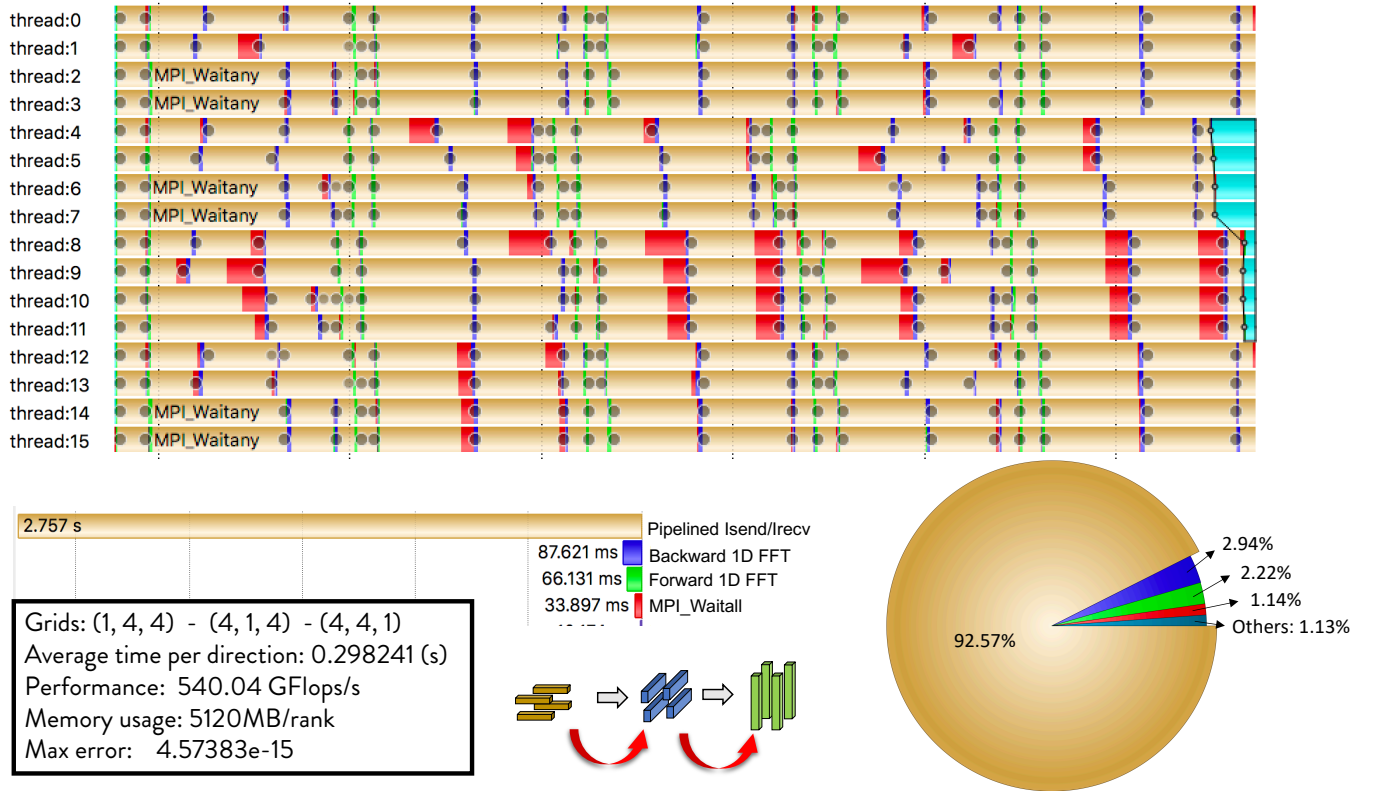 thread:0
thread:1
thread:2 MPI_Waitany
thread:3 MPI_Waitany
thread:4
thread:5
thread:6 MPI_Waitany
thread:7 MPI_Waitany
thread:8
thread:9
thread:10
thread:11
thread:12
thread:13
thread:14 MPI_Waitany
thread:15 MPI_Waitany
2.757 s Pipelined Isend/Irecv
87.621 ms Backward 1D FFT
66.131 ms Forward 1D FFT
33.897 ms MPI_Waitall
Grids: (1, 4, 4) - (4, 1, 4) - (4, 4, 1)
Average time per direction: 0.298241 (s)
Performance: 540.04 GFlops/s
Memory usage: 5120MB/rank
Max error: 4.57383e-15
2.94%
2.22%
1.14%
Others: 1.13%
92.57%